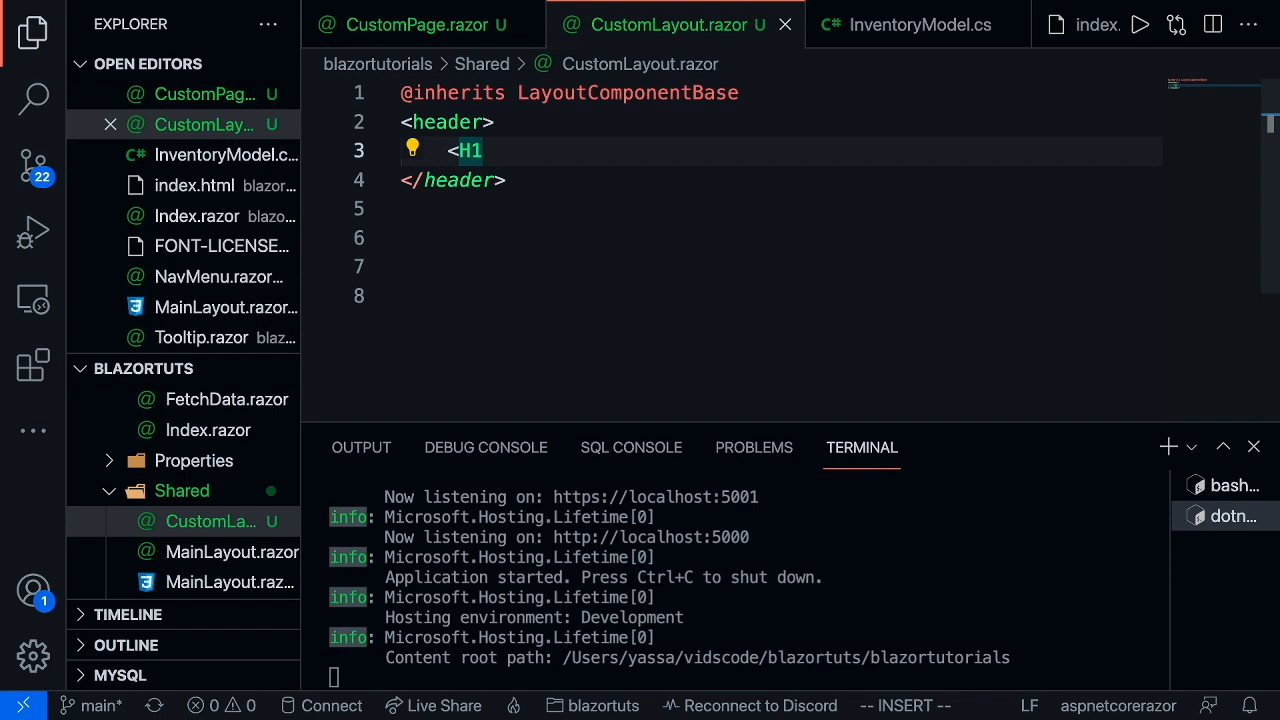 EXPLORER
OPEN EDITORS
CustomPag... U
CustomLay... U
InventoryModel.c...
index.html blazor...
Index.razor blazo...
FONT-LICENSE...
NavMenu.razor...
MainLayout.razor...
Tooltip.razor blaz...
BLAZORTUTS
FetchData.razor
Index.razor
Properties
Shared
CustomLa... U
MainLayout.razor
MainLayout.raz...
TIMELINE
OUTLINE
MYSQL
22
1
CustomPage.razor U
CustomLayout.razor U
InventoryModel.cs
index.
blazortutorials > Shared > CustomLayout.razor
1 @inherits LayoutComponentBase
2 <header>
3 <H1
4 </header>
5
6
7
8
OUTPUT DEBUG CONSOLE SQL CONSOLE PROBLEMS TERMINAL
Now listening on: https://localhost:5001
info: Microsoft.Hosting.Lifetime[0]
Now listening on: http://localhost:5000
info: Microsoft.Hosting.Lifetime[0]
Application started. Press Ctrl+C to shut down.
info: Microsoft.Hosting.Lifetime[0]
Hosting environment: Development
info: Microsoft.Hosting.Lifetime[0]
Content root path: /Users/yassa/vidscode/blazortuts/blazortutorials
bash...
dotn...
main* 0 0 Connect Live Share blazortuts Reconnect to Discord -- INSERT -- LF aspnetcorerazor